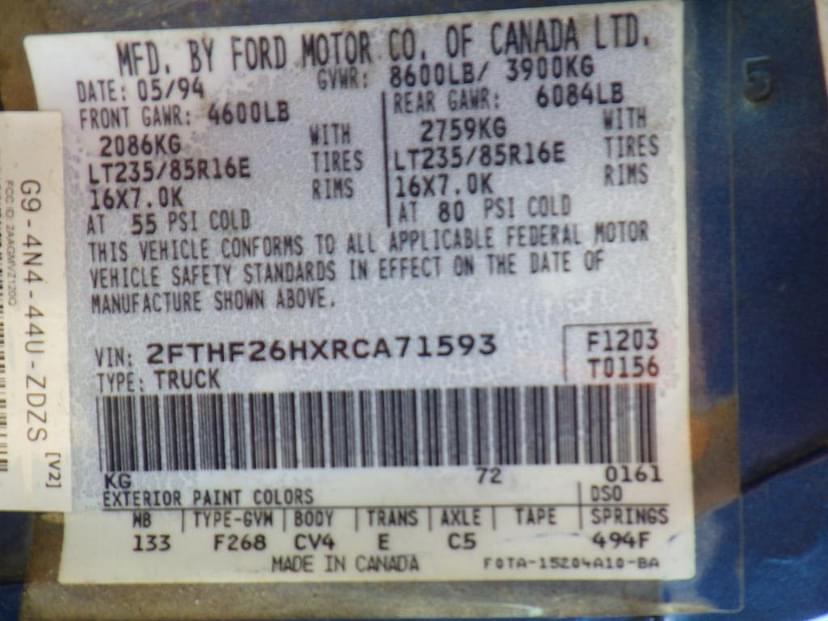 MFD. BY FORD MOTOR CO. OF CANADA LTD.
DATE: 05/94 GVWR: 8600LB/ 3900KG
FRONT GAWR: 4600LB REAR GAWR: 6084LB
2086KG WITH 2759KG WITH
LT235/85R16E TIRES LT235/85R16E TIRES
16X7.0K RIMS 16X7.0K RIMS
AT 55 PSI COLD AT 80 PSI COLD
THIS VEHICLE CONFORMS TO ALL APPLICABLE FEDERAL MOTOR
VEHICLE SAFETY STANDARDS IN EFFECT ON THE DATE OF
MANUFACTURE SHOWN ABOVE.
VIN: 2FTHF26HXRCA71593 F1203
TYPE: TRUCK T0156
KG 72 0161
EXTERIOR PAINT COLORS DSO
WB TYPE-GVW BODY TRANS AXLE TAPE SPRINGS
133 F268 CV4 E C5 494F
MADE IN CANADA F0TA-15204A10-BA
G9-4N4-44U-ZDZS [V2]
FCC ID: 2AAQMVZ120G
5